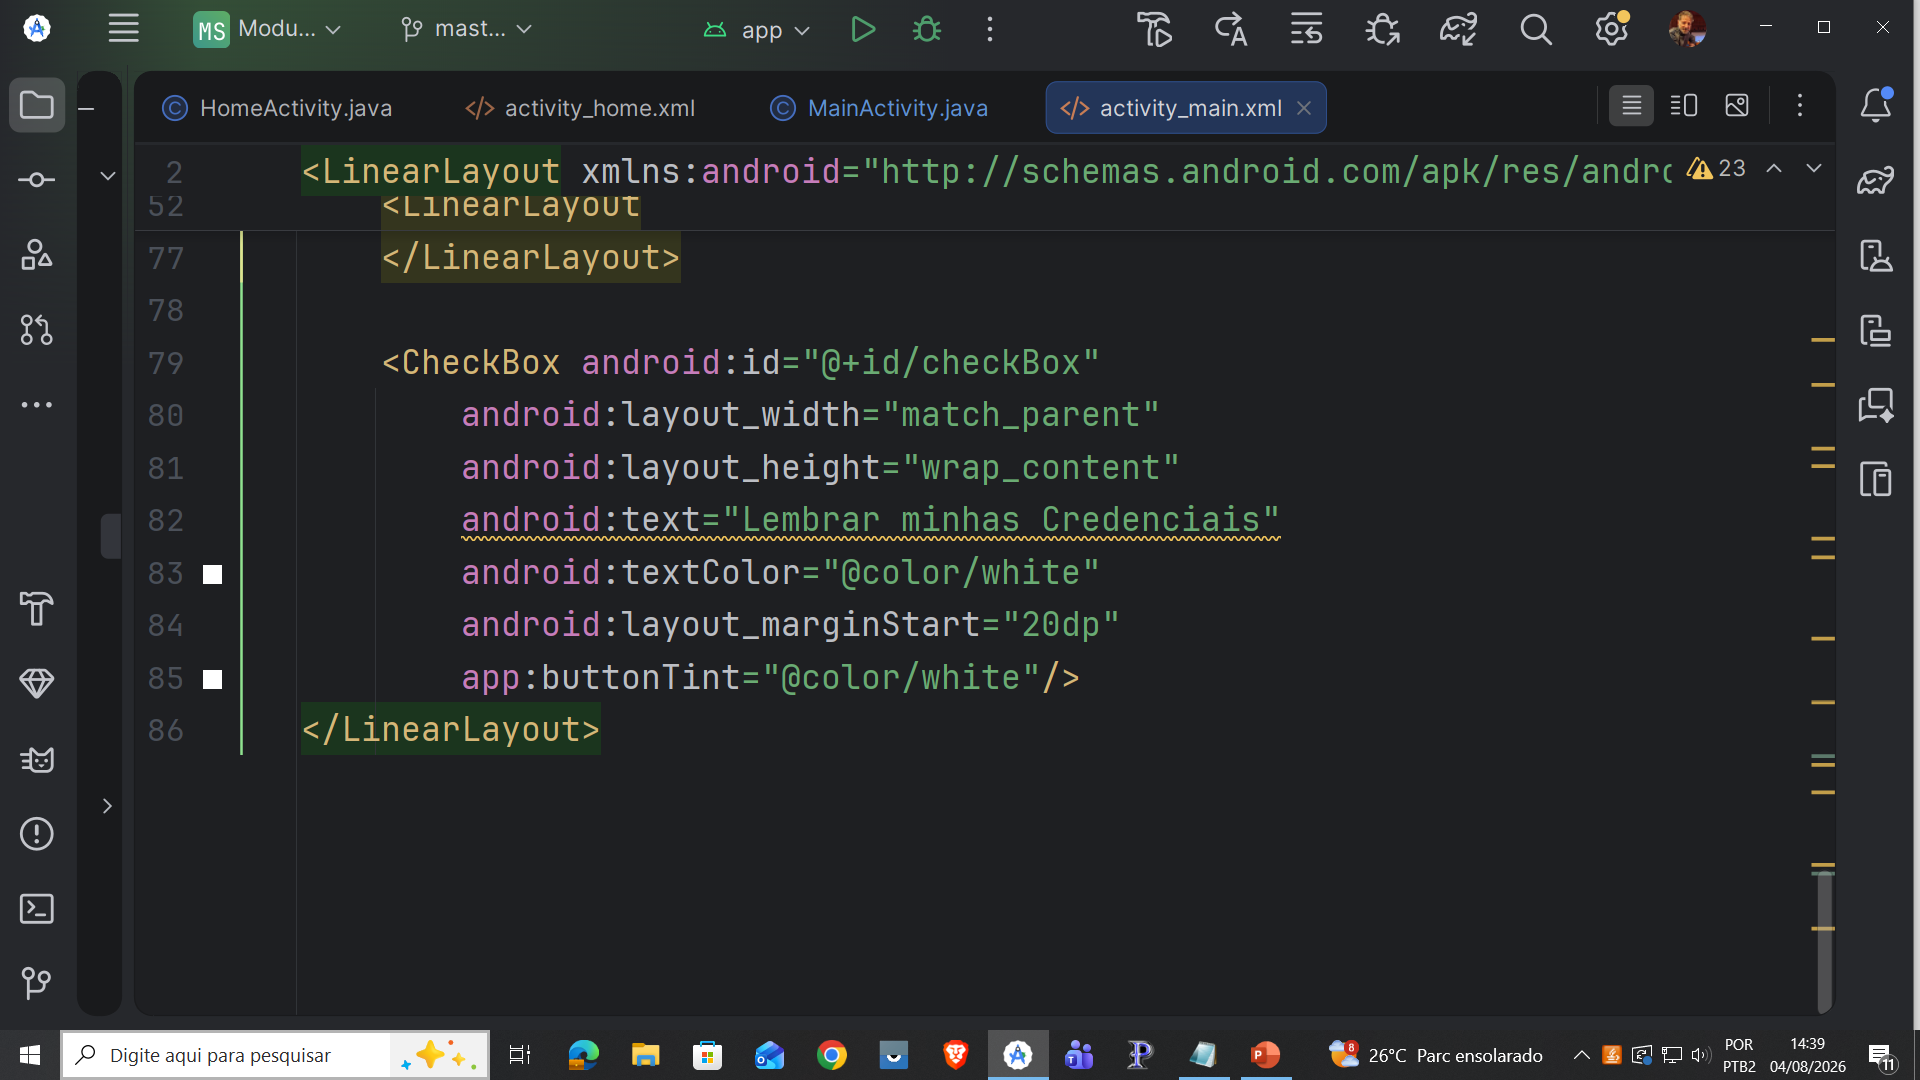 MS Modu... mast... app
HomeActivity.java activity_home.xml MainActivity.java activity_main.xml
2 <LinearLayout xmlns:android="http://schemas.android.com/apk/res/andro 23
52 <LinearLayout
77 </LinearLayout>
78
79 <CheckBox android:id="@+id/checkBox"
80 android:layout_width="match_parent"
81 android:layout_height="wrap_content"
82 android:text="Lembrar minhas Credenciais"
83 android:textColor="@color/white"
84 android:layout_marginStart="20dp"
85 app:buttonTint="@color/white"/>
86 </LinearLayout>
Digite aqui para pesquisar
8 26°C Parc ensolarado
POR
PTB2
14:39
04/08/2026
11